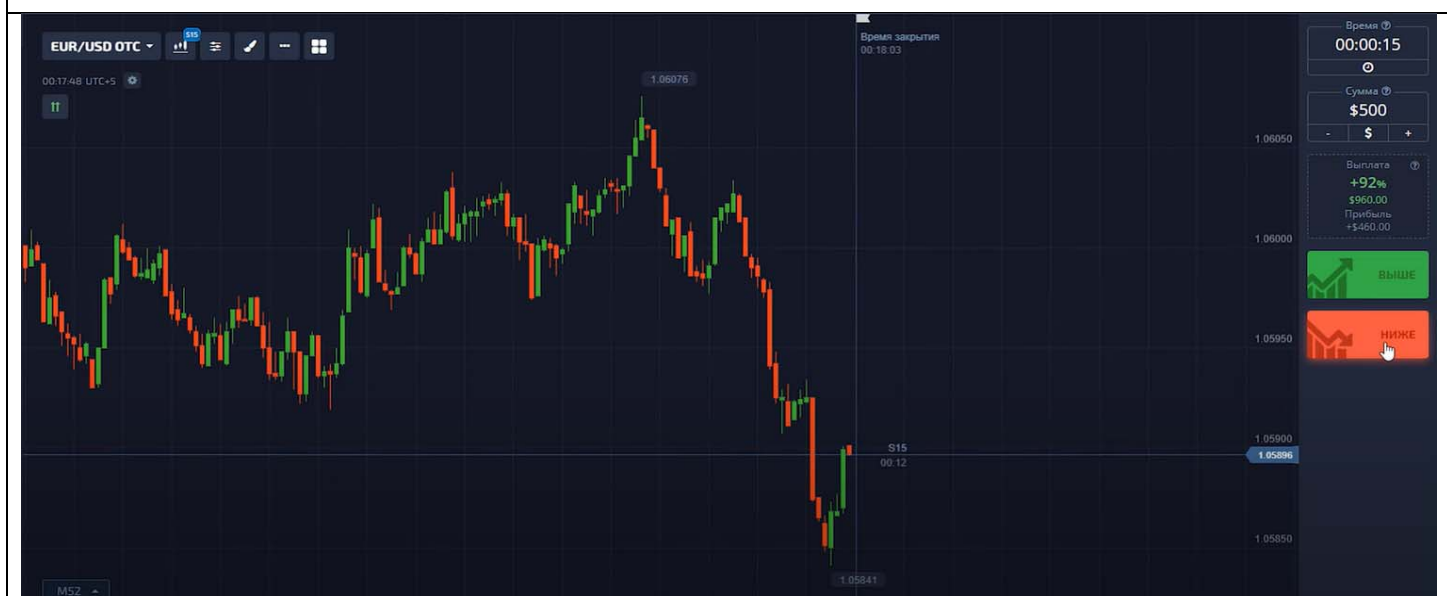 EUR/USD OTC
S15
00:17:48 UTC+5
Время закрытия
00:18:03
1.06076
1.06050
1.06000
1.05950
1.05900
1.05896
S15
00:12
1.05850
1.05841
M52
Время
00:00:15
Сумма
$500
- $ +
Выплата
+92%
$960.00
Прибыль
+$460.00
ВЫШЕ
НИЖЕ